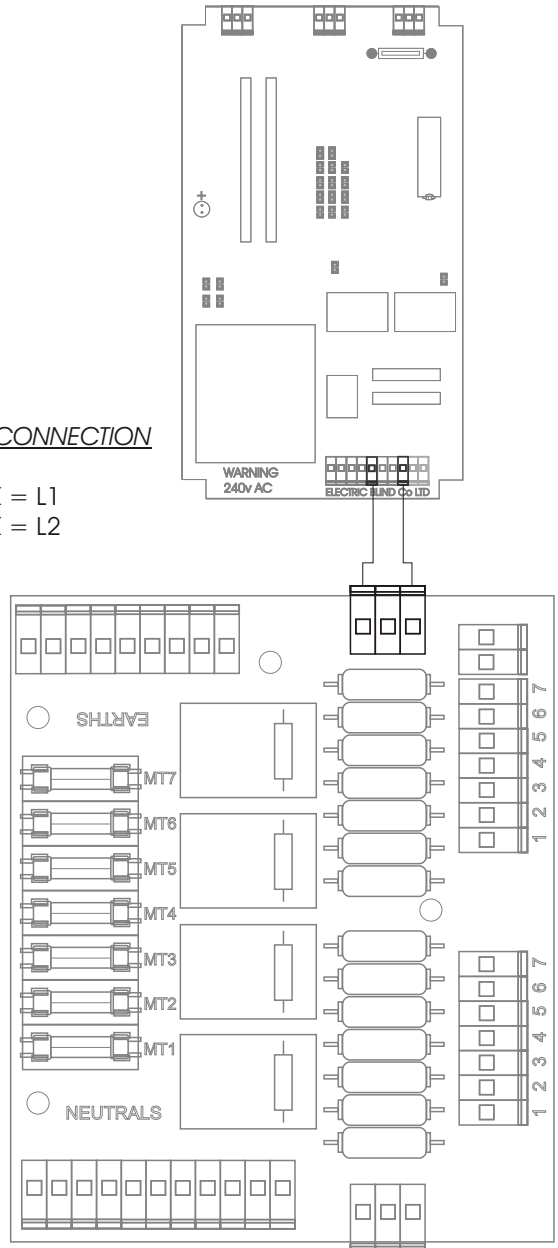 +
CONNECTION
= L1
= L2
WARNING
240v AC
ELECTRIC BLIND Co LTD
EARTHS
MT7
MT6
MT5
MT4
MT3
MT2
MT1
NEUTRALS
7
6
5
4
3
2
1
7
6
5
4
3
2
1